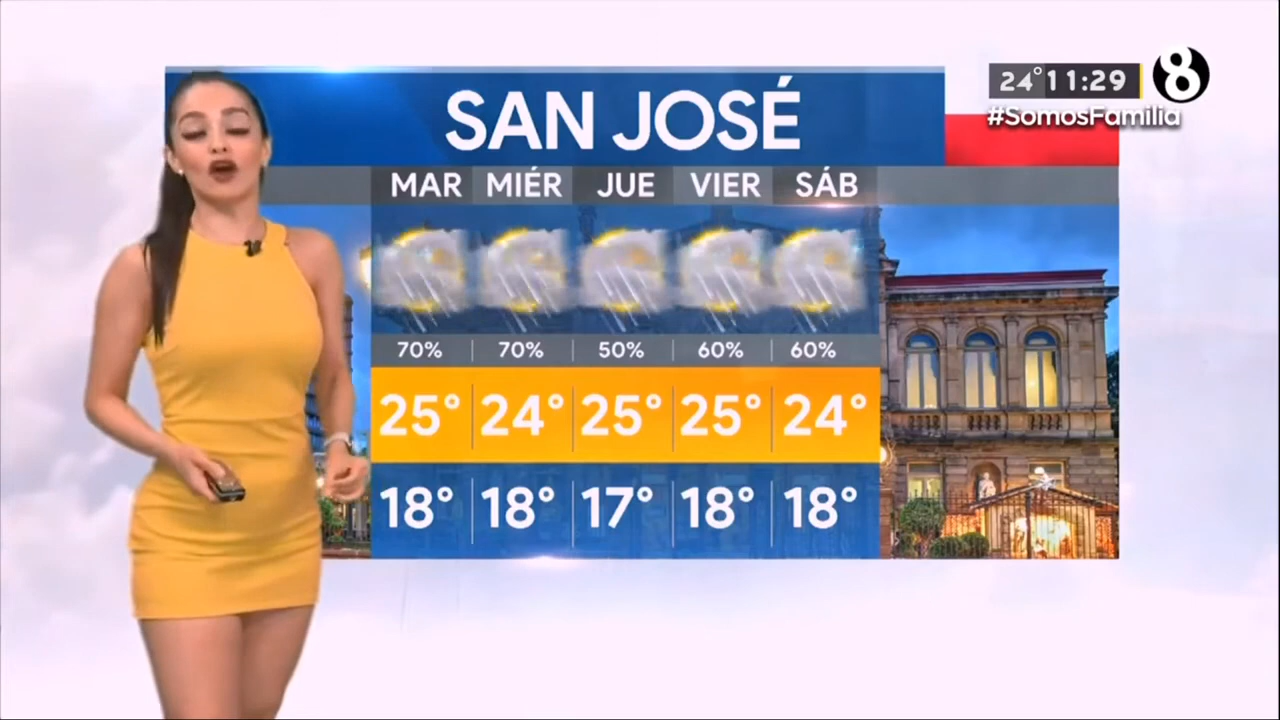 24° 11:29 8
#SomosFamilia
SAN JOSÉ
MAR MIÉR JUE VIER SÁB
70% 70% 50% 60% 60%
25° 24° 25° 25° 24°
18° 18° 17° 18° 18°